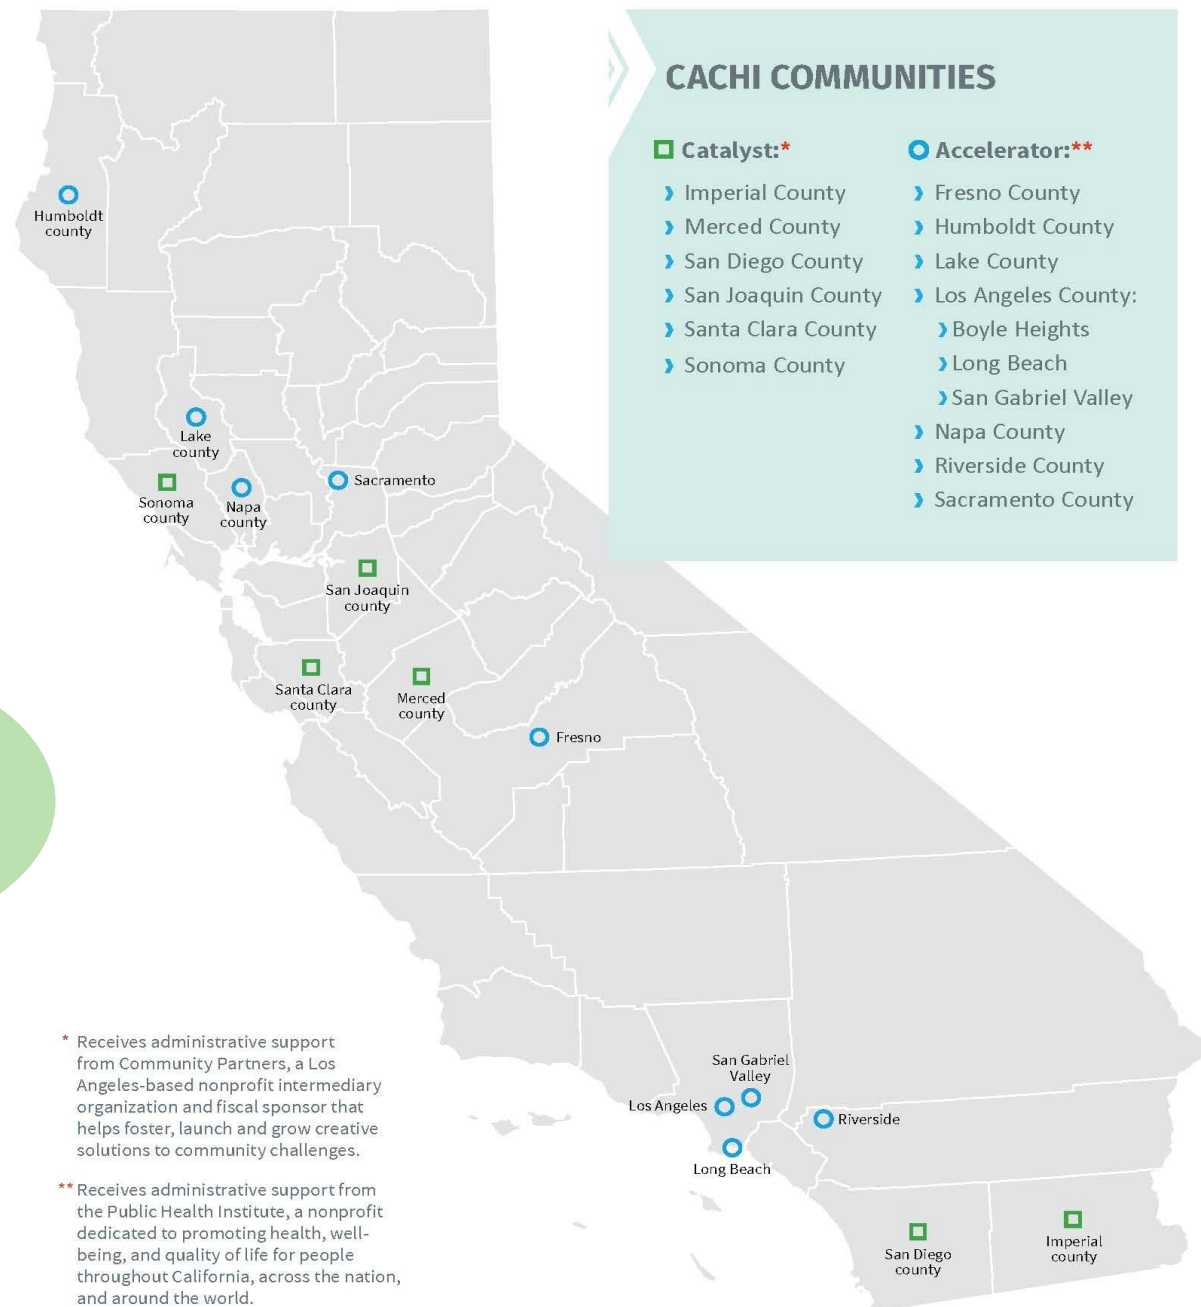 CACHI COMMUNITIES
Catalyst:*
Imperial County
Merced County
San Diego County
San Joaquin County
Santa Clara County
Sonoma County
Accelerator:**
Fresno County
Humboldt County
Lake County
Los Angeles County:
Boyle Heights
Long Beach
San Gabriel Valley
Napa County
Riverside County
Sacramento County
Humboldt
county
Lake
county
Sonoma
county
Napa
county
Sacramento
San Joaquin
county
Santa Clara
county
Merced
county
Fresno
San Gabriel
Valley
Los Angeles
Riverside
Long Beach
San Diego
county
Imperial
county
* Receives administrative support
from Community Partners, a Los
Angeles-based nonprofit intermediary
organization and fiscal sponsor that
helps foster, launch and grow creative
solutions to community challenges.
** Receives administrative support from
the Public Health Institute, a nonprofit
dedicated to promoting health, well-
being, and quality of life for people
throughout California, across the nation,
and around the world.